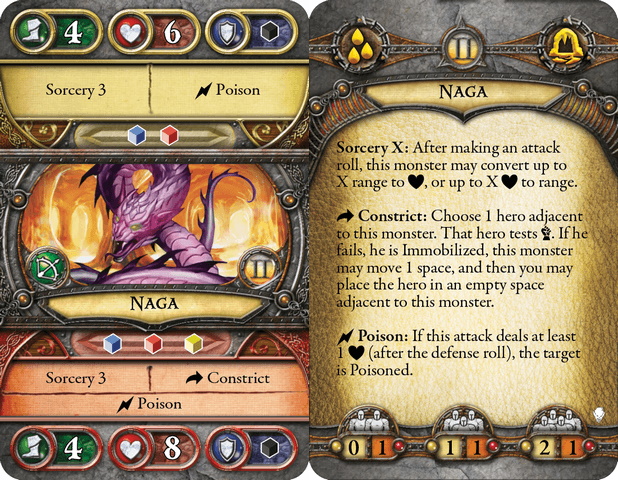 4 6
Sorcery 3 Poison
II
NAGA
Sorcery 3 Constrict
Poison
4 8
II
NAGA
Sorcery X: After making an attack
roll, this monster may convert up to
X range to ♥, or up to X ♥ to range.
Constrict: Choose 1 hero adjacent
to this monster. That hero tests . If he
fails, he is Immobilized, this monster
may move 1 space, and then you may
place the hero in an empty space
adjacent to this monster.
Poison: If this attack deals at least
1 ♥ (after the defense roll), the target
is Poisoned.
0 1 1 1 2 1